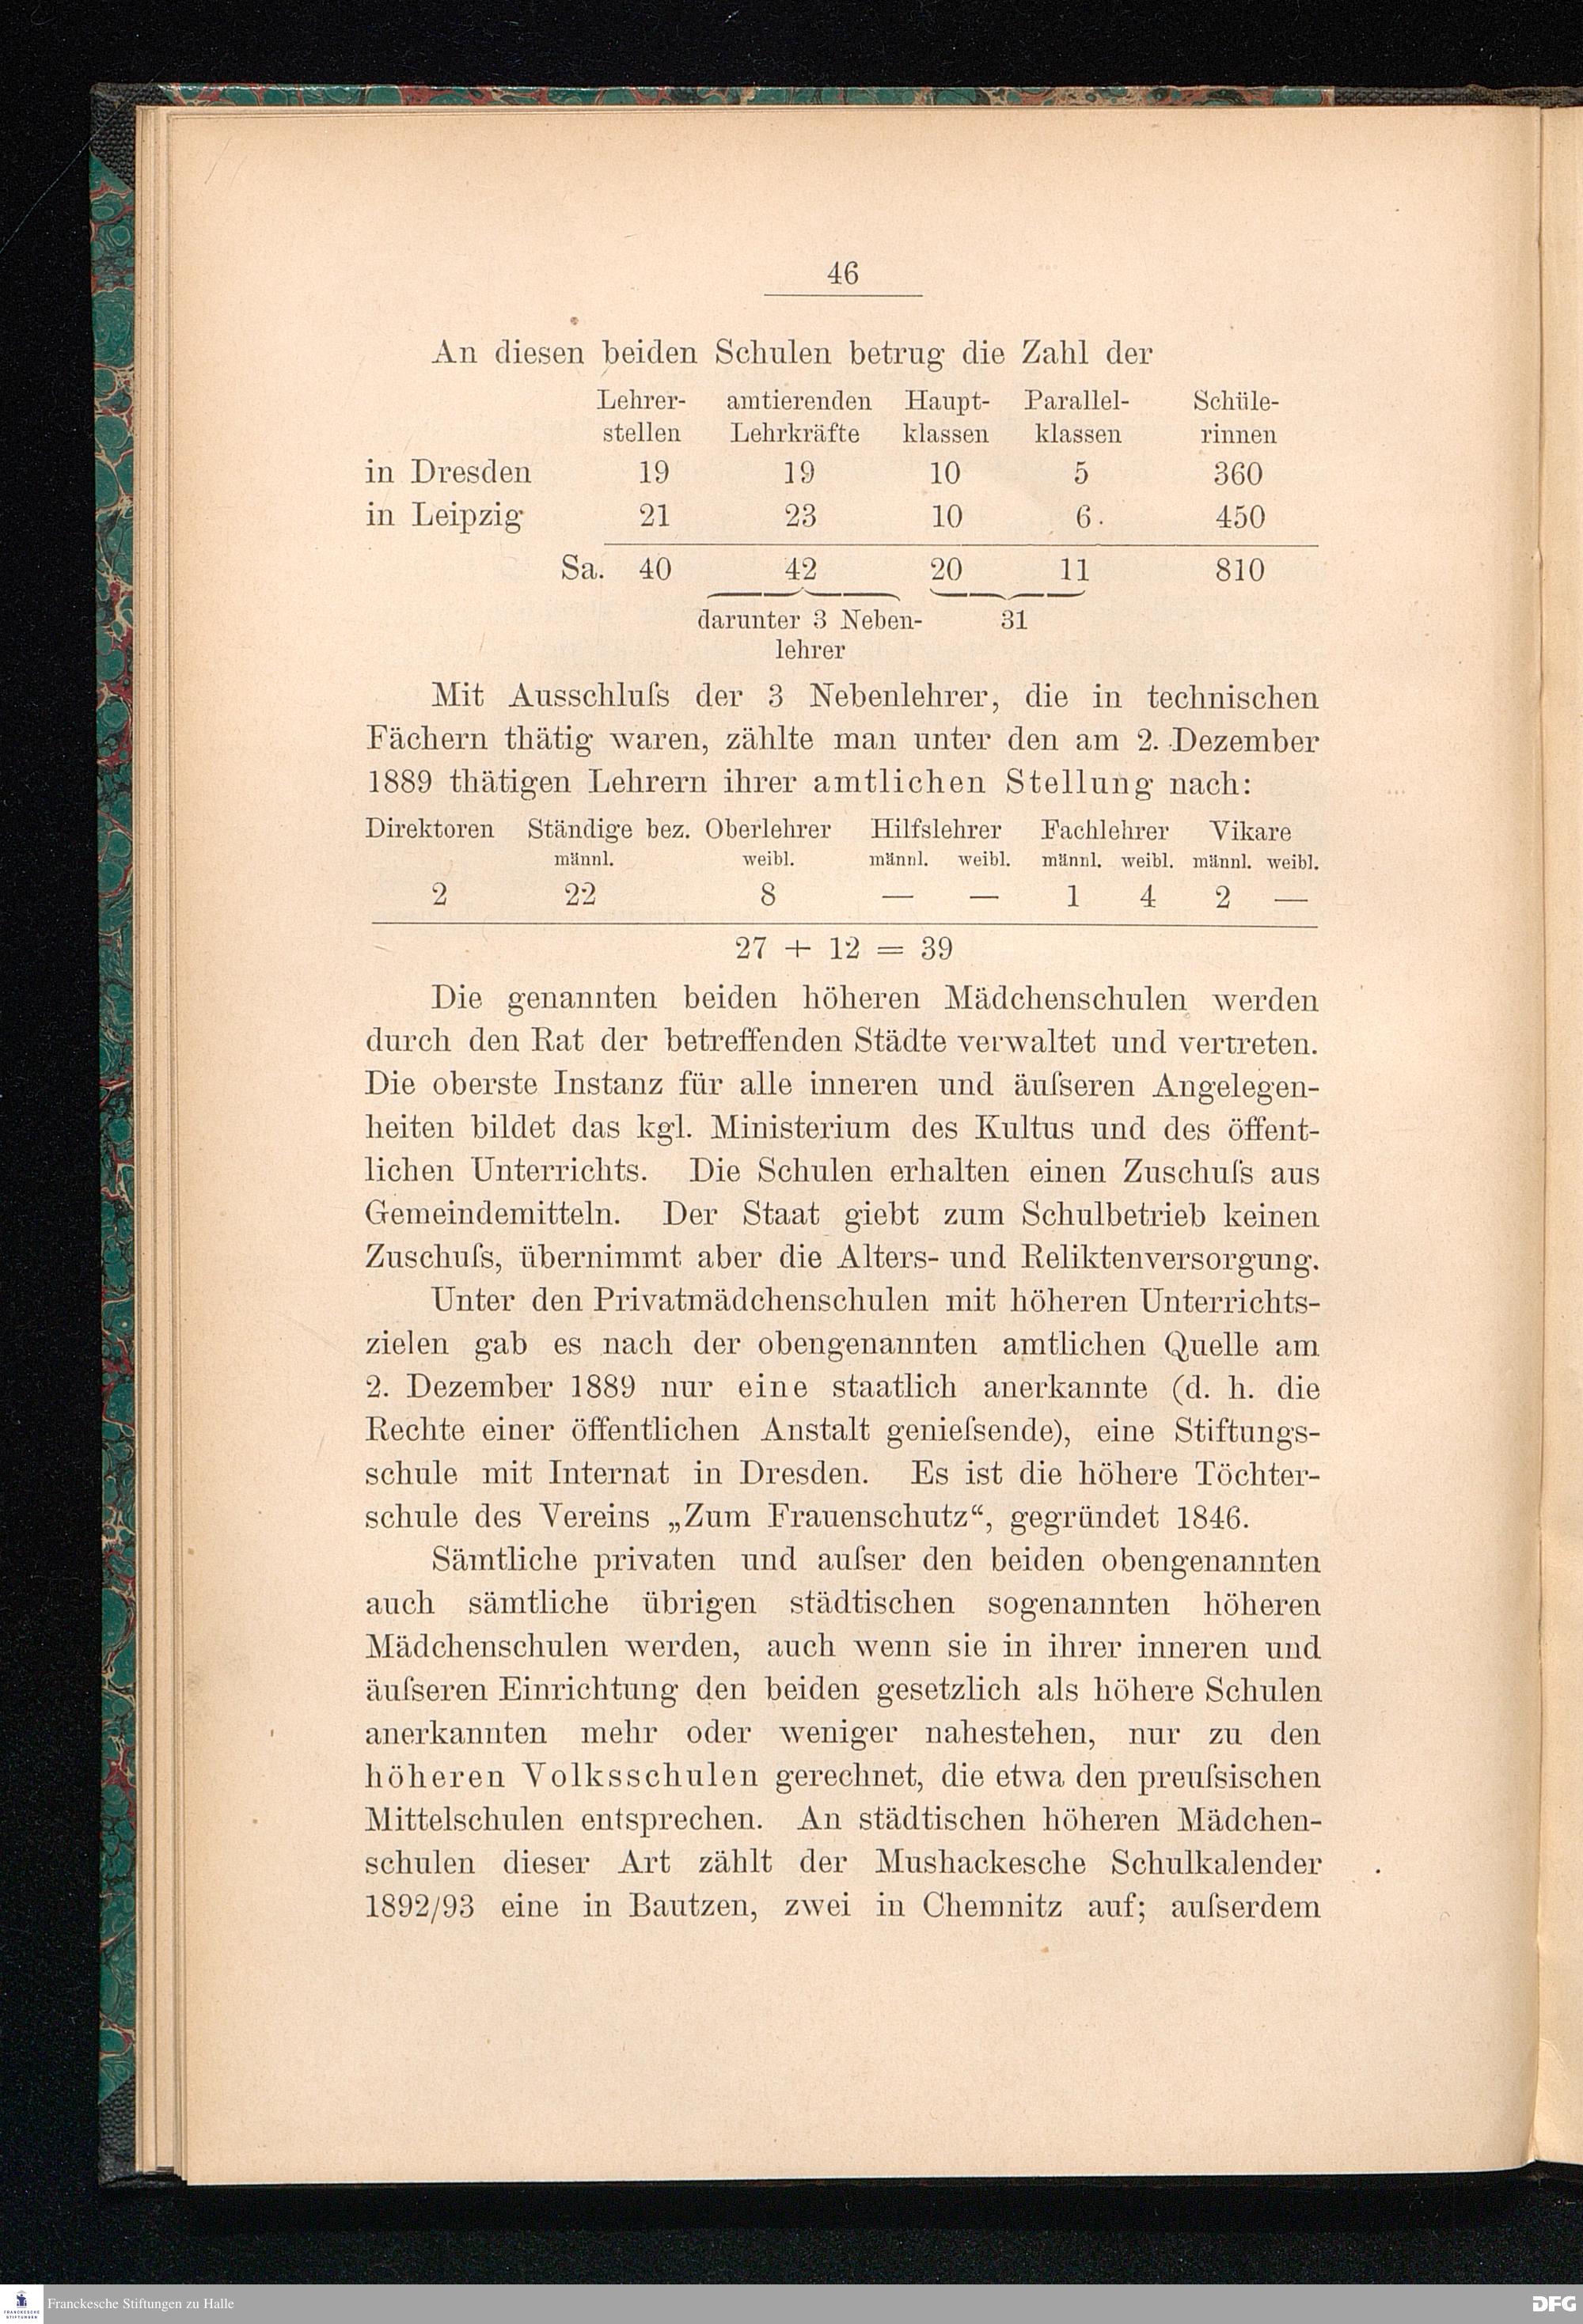 46
An diesen beiden Schulen betrug die Zahl der
Lehrer- amtierenden Haupt- Parallel- Schüle-
stellen Lehrkräfte klassen klassen rinnen
in Dresden 19 19 10 5 360
in Leipzig 21 23 10 6. 450
Sa. 40 42 20 11 810
darunter 3 Neben- 31
lehrer
Mit Ausschluſs der 3 Nebenlehrer, die in technischen
Fächern thätig waren, zählte man unter den am 2. Dezember
1889 thätigen Lehrern ihrer amtlichen Stellung nach:
Direktoren Ständige bez. Oberlehrer Hilfslehrer Fachlehrer Vikare
männl. weibl. männl. weibl. männl. weibl. männl. weibl.
2 22 8 — — 1 4 2 —
27 + 12 = 39
Die genannten beiden höheren Mädchenschulen werden
durch den Rat der betreffenden Städte verwaltet und vertreten.
Die oberste Instanz für alle inneren und äuſseren Angelegen-
heiten bildet das kgl. Ministerium des Kultus und des öffent-
lichen Unterrichts. Die Schulen erhalten einen Zuschuſs aus
Gemeindemitteln. Der Staat giebt zum Schulbetrieb keinen
Zuschuſs, übernimmt aber die Alters- und Reliktenversorgung.
Unter den Privatmädchenschulen mit höheren Unterrichts-
zielen gab es nach der obengenannten amtlichen Quelle am
2. Dezember 1889 nur eine staatlich anerkannte (d. h. die
Rechte einer öffentlichen Anstalt genieſsende), eine Stiftungs-
schule mit Internat in Dresden. Es ist die höhere Töchter-
schule des Vereins „Zum Frauenschutz“, gegründet 1846.
Sämtliche privaten und auſser den beiden obengenannten
auch sämtliche übrigen städtischen sogenannten höheren
Mädchenschulen werden, auch wenn sie in ihrer inneren und
äuſseren Einrichtung den beiden gesetzlich als höhere Schulen
anerkannten mehr oder weniger nahestehen, nur zu den
höheren Volksschulen gerechnet, die etwa den preuſsischen
Mittelschulen entsprechen. An städtischen höheren Mädchen-
schulen dieser Art zählt der Mushackesche Schulkalender
1892/93 eine in Bautzen, zwei in Chemnitz auf; auſserdem
FRANCKESCHE
STIFTUNGEN
Franckesche Stiftungen zu Halle
DFG